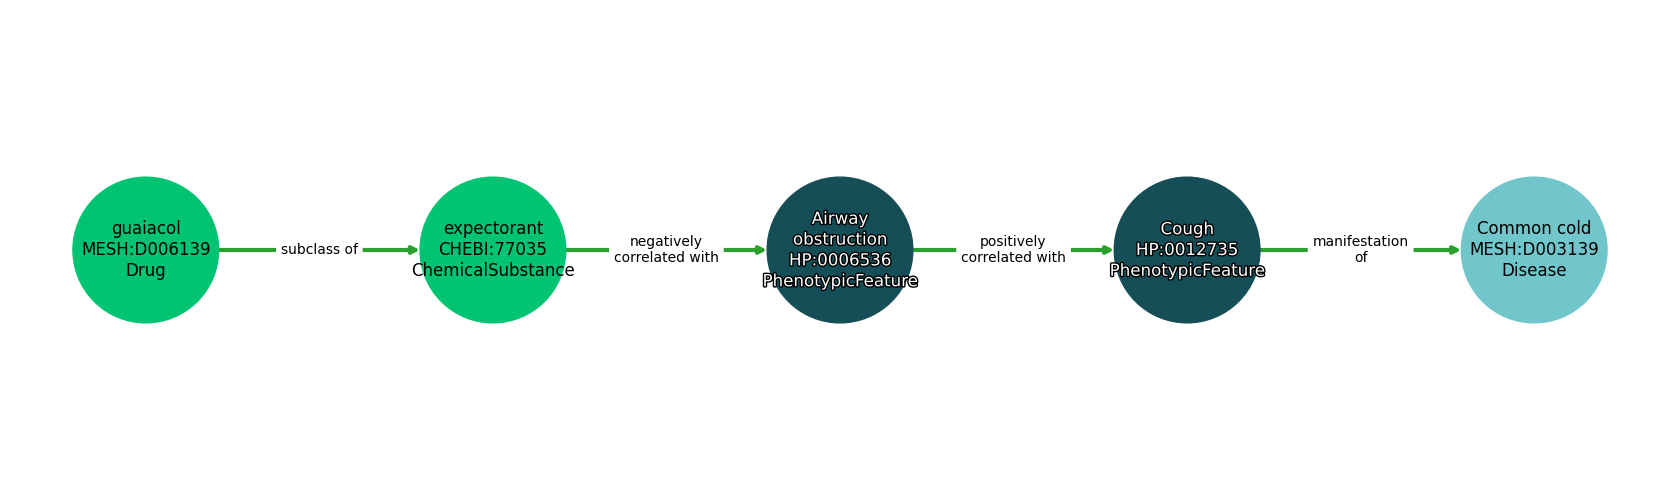 guaiacol
MESH:D006139
Drug
subclass of
expectorant
CHEBI:77035
ChemicalSubstance
negatively
correlated with
Airway
obstruction
HP:0006536
PhenotypicFeature
positively
correlated with
Cough
HP:0012735
PhenotypicFeature
manifestation
of
Common cold
MESH:D003139
Disease